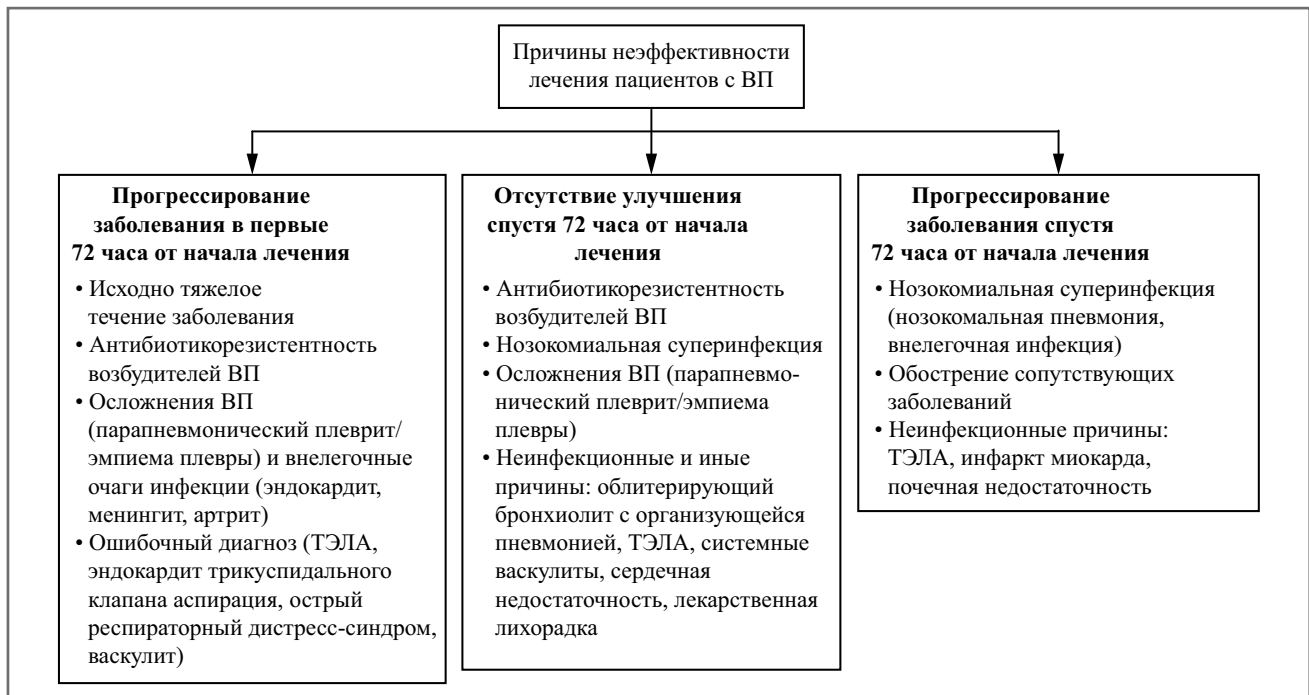 Причины неэффективности
лечения пациентов с ВП
Прогрессирование
заболевания в первые
72 часа от начала лечения
• Исходно тяжелое
течение заболевания
• Антибиотикорезистентность
возбудителей ВП
• Осложнения ВП
(парапневмонический плеврит/
эмпиема плевры) и внелегочные
очаги инфекции (эндокардит,
менингит, артрит)
• Ошибочный диагноз (ТЭЛА,
эндокардит трикуспидального
клапана аспирация, острый
респираторный дистресс-синдром,
васкулит)
Отсутствие улучшения
спустя 72 часа от начала
лечения
• Антибиотикорезистентность
возбудителей ВП
• Нозокомиальная суперинфекция
• Осложнения ВП (парапневмо-
нический плеврит/эмпиема
плевры)
• Неинфекционные и иные
причины: облитерирующий
бронхиолит с организующейся
пневмонией, ТЭЛА, системные
васкулиты, сердечная
недостаточность, лекарственная
лихорадка
Прогрессирование
заболевания спустя
72 часа от начала лечения
• Нозокомиальная суперинфекция
(нозокомальная пневмония,
внелегочная инфекция)
• Обострение сопутствующих
заболеваний
• Неинфекционные причины:
ТЭЛА, инфаркт миокарда,
почечная недостаточность